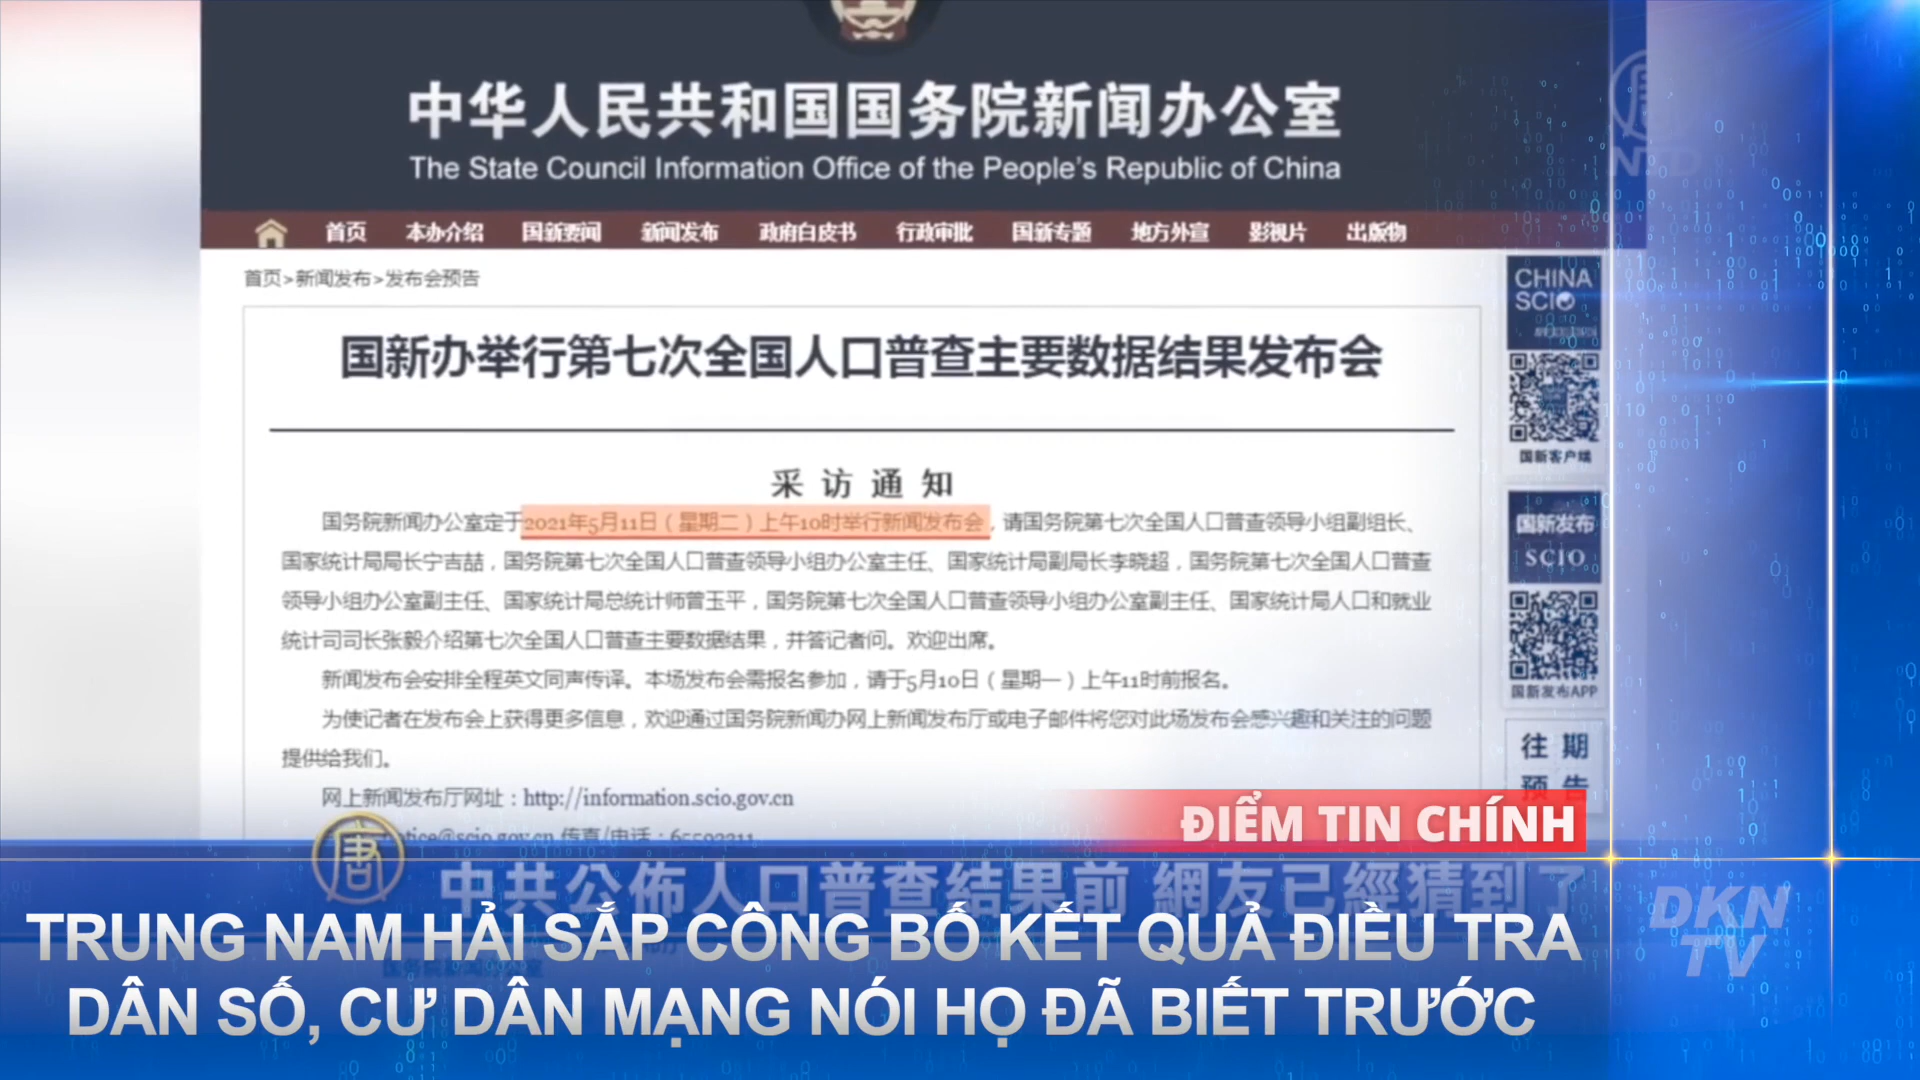 中华人民共和国国务院新闻办公室
The State Council Information Office of the People's Republic of China
NTD
首页 本办介绍 国新要闻 新闻发布 政府白皮书 行政审批 国新专题 地方外宣 影视片 出版物
首页>新闻发布>发布会预告
CHINA
SCIO
国新办举行第七次全国人口普查主要数据结果发布会
国新客户端
采访通知
国务院新闻办公室定于2021年5月11日（星期二）上午10时举行新闻发布会，请国务院第七次全国人口普查领导小组副组长、
国家统计局局长宁吉喆，国务院第七次全国人口普查领导小组办公室主任、国家统计局副局长李晓超，国务院第七次全国人口普查
领导小组办公室副主任、国家统计局总统计师曾玉平，国务院第七次全国人口普查领导小组办公室副主任、国家统计局人口和就业
统计司司长张毅介绍第七次全国人口普查主要数据结果，并答记者问。欢迎出席。
新闻发布会安排全程英文同声传译。本场发布会需报名参加，请于5月10日（星期一）上午11时前报名。
为使记者在发布会上获得更多信息，欢迎通过国务院新闻办网上新闻发布厅或电子邮件将您对此场发布会感兴趣和关注的问题
提供给我们。
网上新闻发布厅网址：http://information.scio.gov.cn
国新发布
SCIO
国新发布APP
往期
预告
ĐIỂM TIN CHÍNH
唐
中共公佈人口普查結果前 網友已經猜到了
TRUNG NAM HẢI SẮP CÔNG BỐ KẾT QUẢ ĐIỀU TRA
DÂN SỐ, CƯ DÂN MẠNG NÓI HỌ ĐÃ BIẾT TRƯỚC
DKN
TV